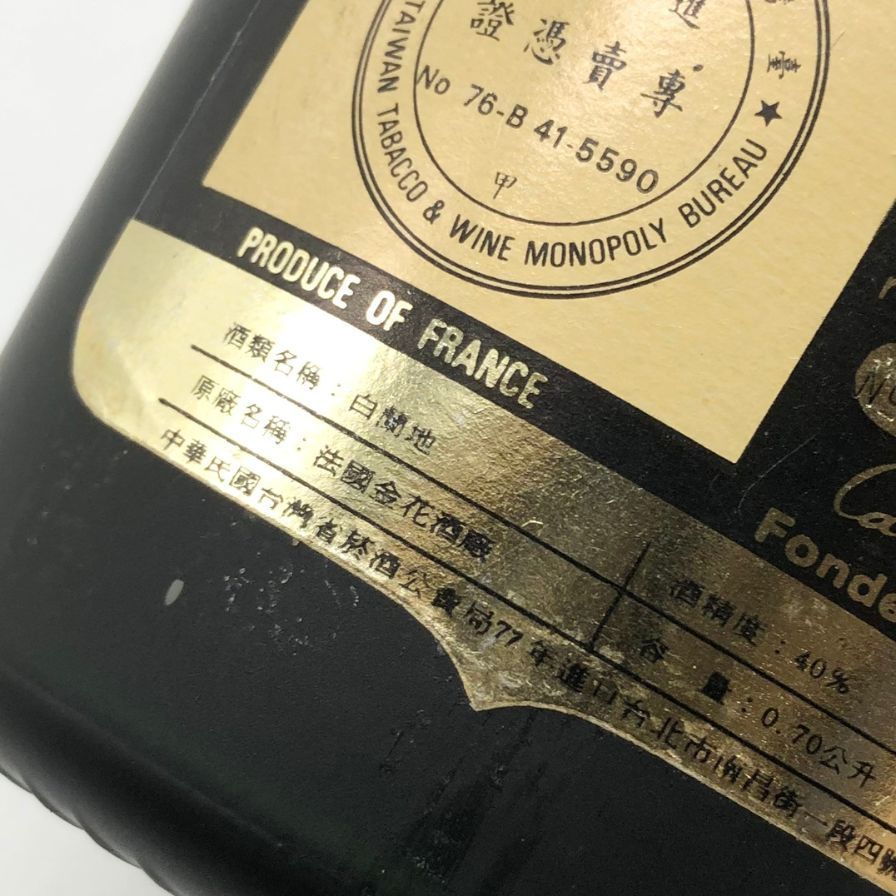 進
證憑賣專
臺
No 76-B 41-5590
甲
TAIWAN TABACCO & WINE MONOPOLY BUREAU ★
PRODUCE OF FRANCE
酒類名稱：白蘭地
原廠名稱：法國金花酒廠
酒精度：40%
容量：0.70公升
中華民國台灣省菸酒公賣局77年進口台北市南昌街一段四號
N
Ca
Fonde